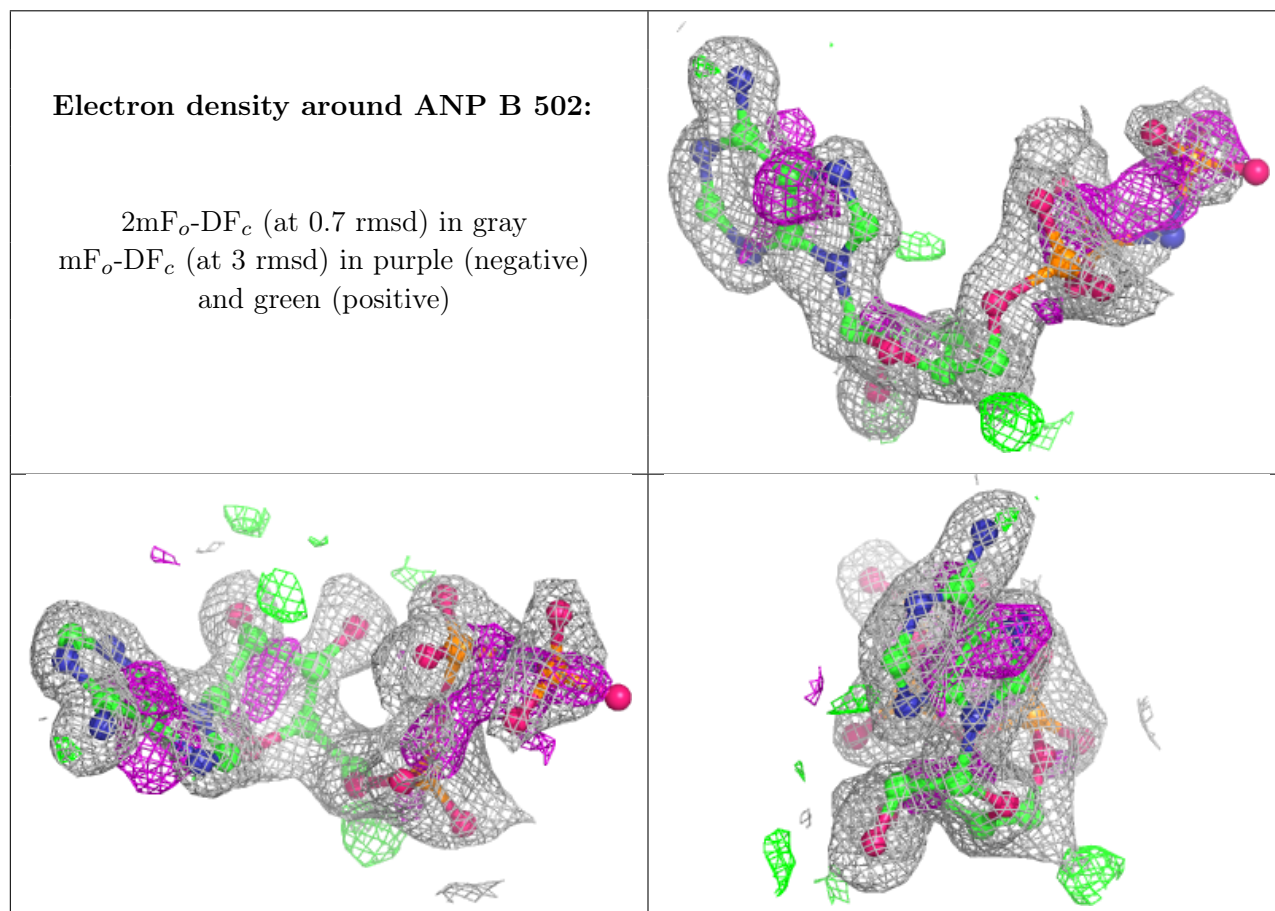 Electron density around ANP B 502:
2mFo-DFc (at 0.7 rmsd) in gray
mFo-DFc (at 3 rmsd) in purple (negative)
and green (positive)